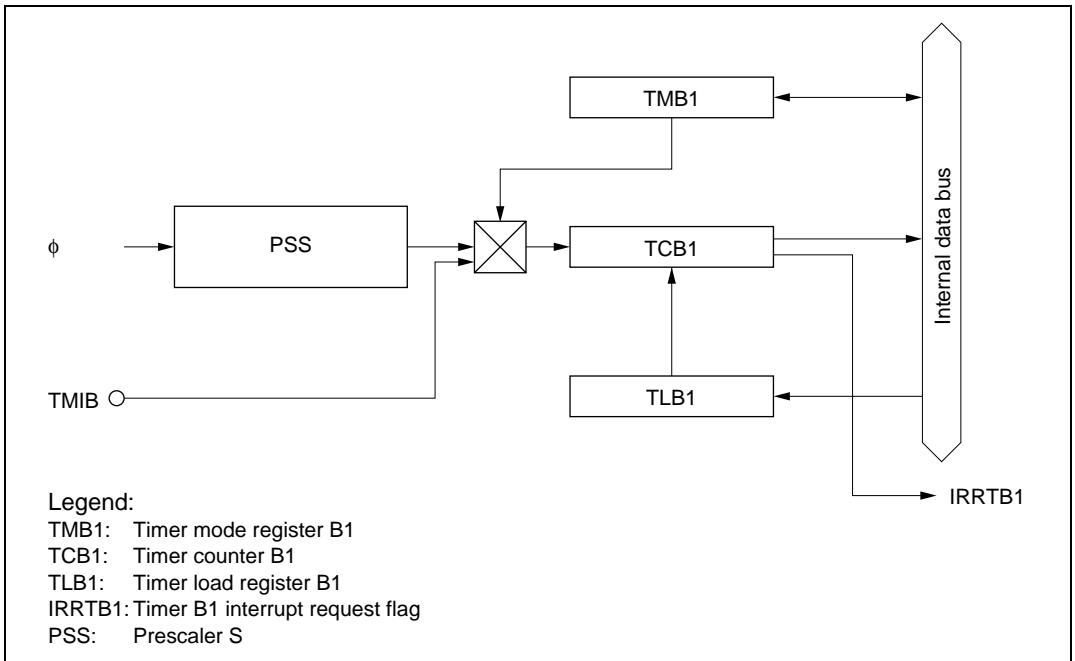 TMB1
φ
PSS
TCB1
Internal data bus
TMIB
TLB1
IRRTB1
Legend:
TMB1: Timer mode register B1
TCB1: Timer counter B1
TLB1: Timer load register B1
IRRTB1: Timer B1 interrupt request flag
PSS: Prescaler S